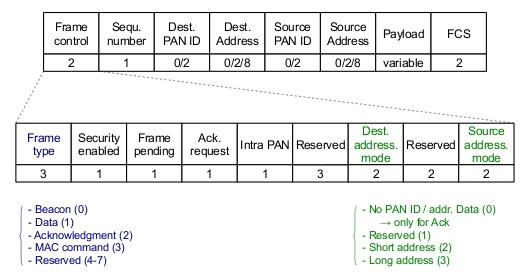 Frame control Sequ. number Dest. PAN ID Dest. Address Source PAN ID Source Address Payload FCS
2 1 0/2 0/2/8 0/2 0/2/8 variable 2
Frame type Security enabled Frame pending Ack. request Intra PAN Reserved Dest. address. mode Reserved Source address. mode
3 1 1 1 1 3 2 2 2
- Beacon (0)
- Data (1)
- Acknowledgment (2)
- MAC command (3)
- Reserved (4-7)
- No PAN ID / addr. Data (0)
→ only for Ack
- Reserved (1)
- Short address (2)
- Long address (3)